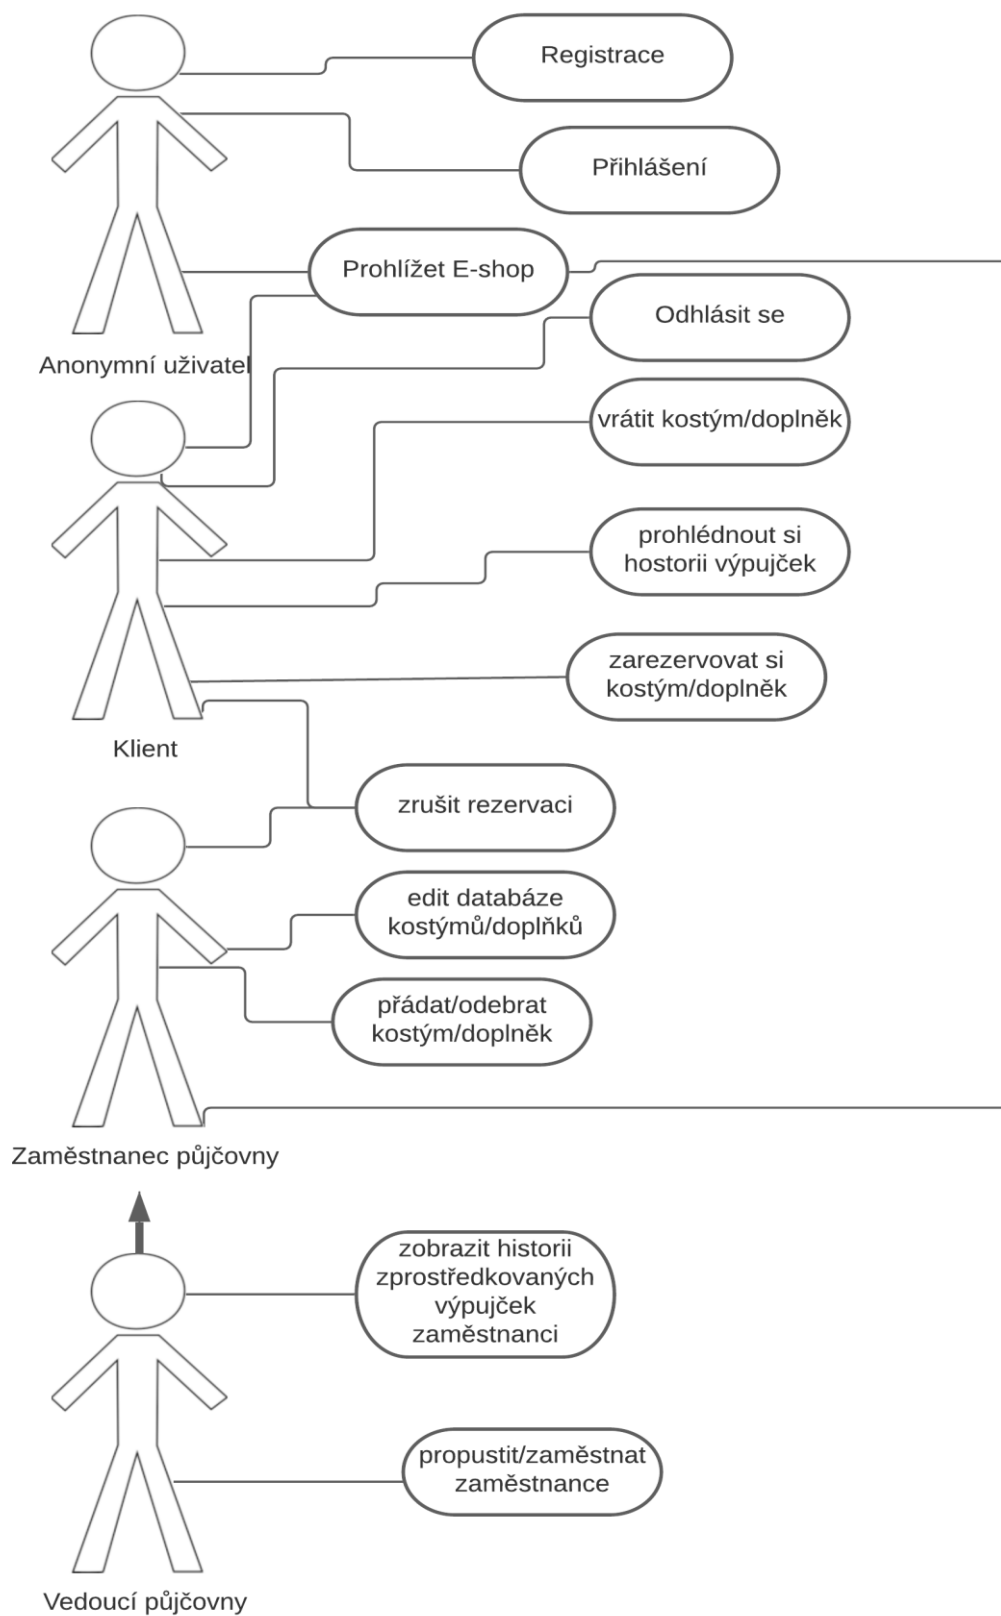 Registrace
Přihlášení
Prohlížet E-shop
Odhlásit se
Anonymní uživatel
vrátit kostým/doplněk
prohlédnout si
hostorii výpujček
zarezervovat si
kostým/doplněk
Klient
zrušit rezervaci
edit databáze
kostýmů/doplňků
přádat/odebrat
kostým/doplněk
Zaměstnanec půjčovny
zobrazit historii
zprostředkovaných
výpujček
zaměstnanci
propustit/zaměstnat
zaměstnance
Vedoucí půjčovny